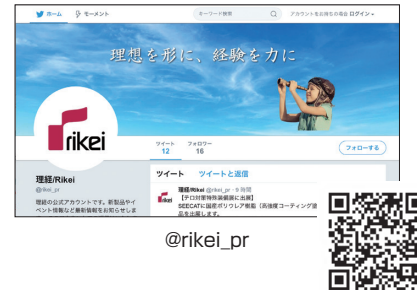 ホーム モーメント キーワード検索 アカウントをお持ちの場合 ログイン
理想を形に、経験を力に
rikei
ツイート フォロワー
12 16
フォローする
理経/Rikei
@rikei_pr
理経の公式アカウントです。新製品やイ
ベント情報など最新情報をお知らせしま
ツイート ツイートと返信
理経/Rikei @rikei_pr・9 時間
【テロ対策特殊装備展に出展】
SEECATに国産ポリウレア樹脂（高強度コーティング塗
品を出展します。
@rikei_pr